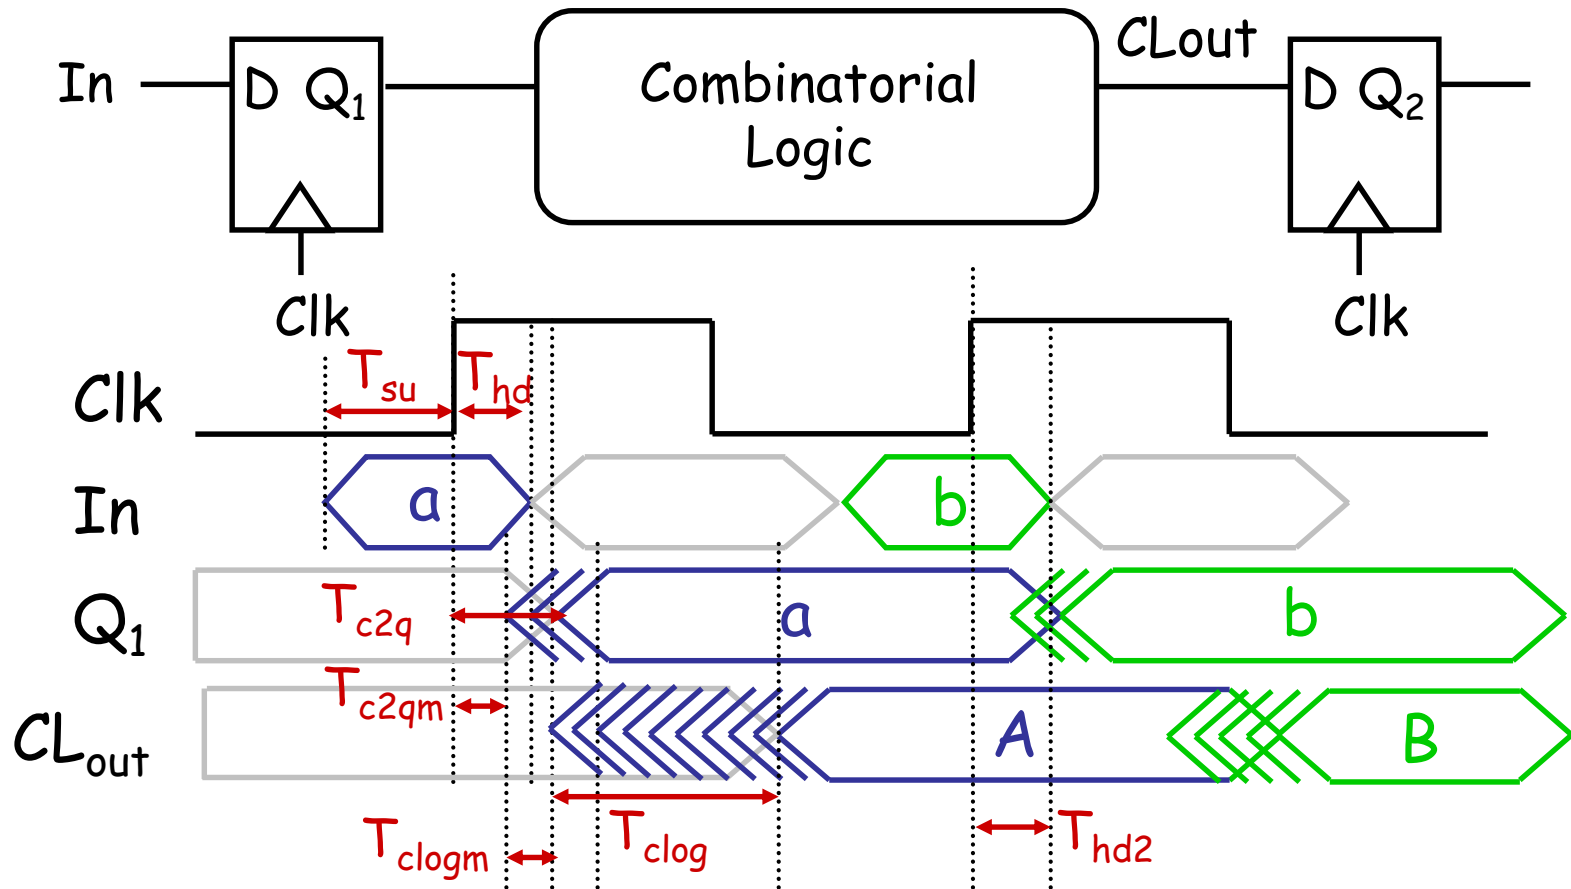 In
D Q1
Combinatorial
Logic
CLout
D Q2
Clk
Clk
Clk
Tsu
Thd
In
a
b
Q1
Tc2q
a
b
Tc2qm
CLout
A
B
Tclogm
Tclog
Thd2